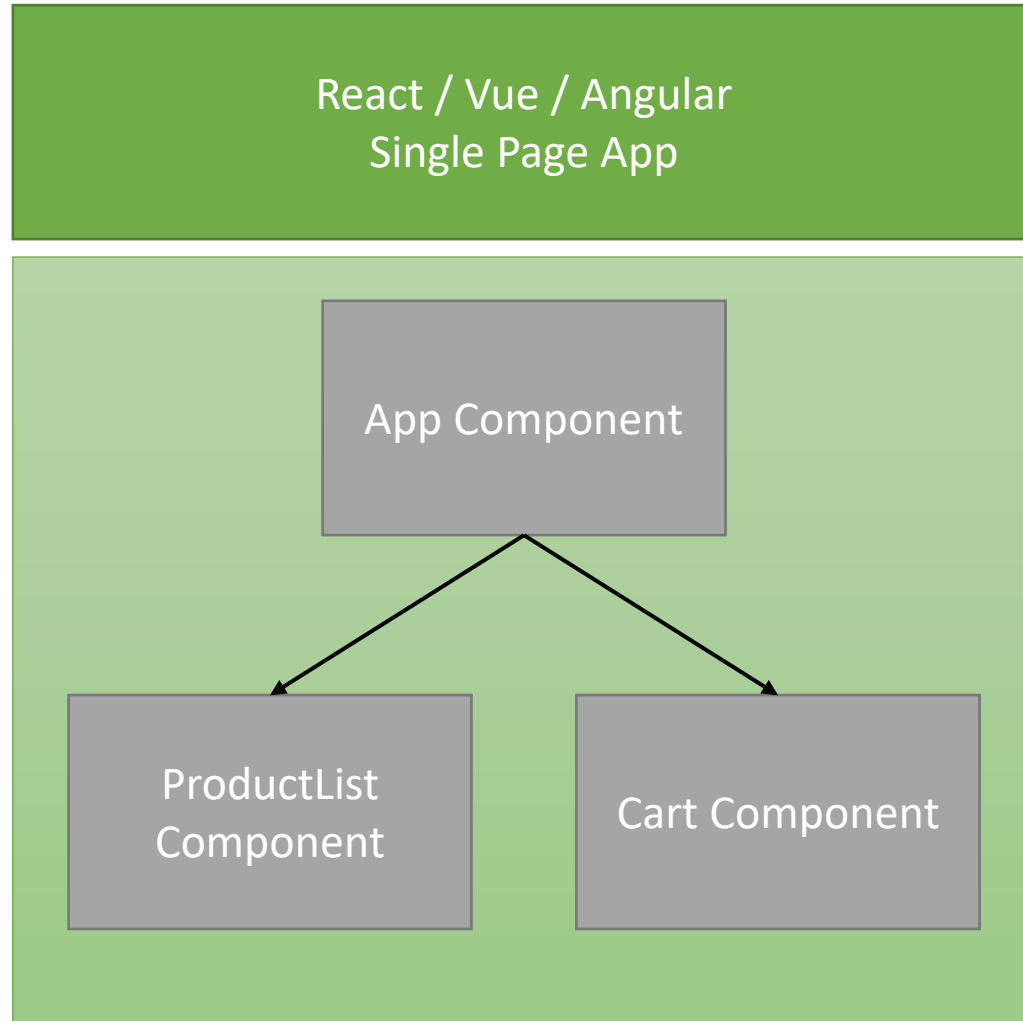 React / Vue / Angular
Single Page App
App Component
ProductList
Component
Cart Component